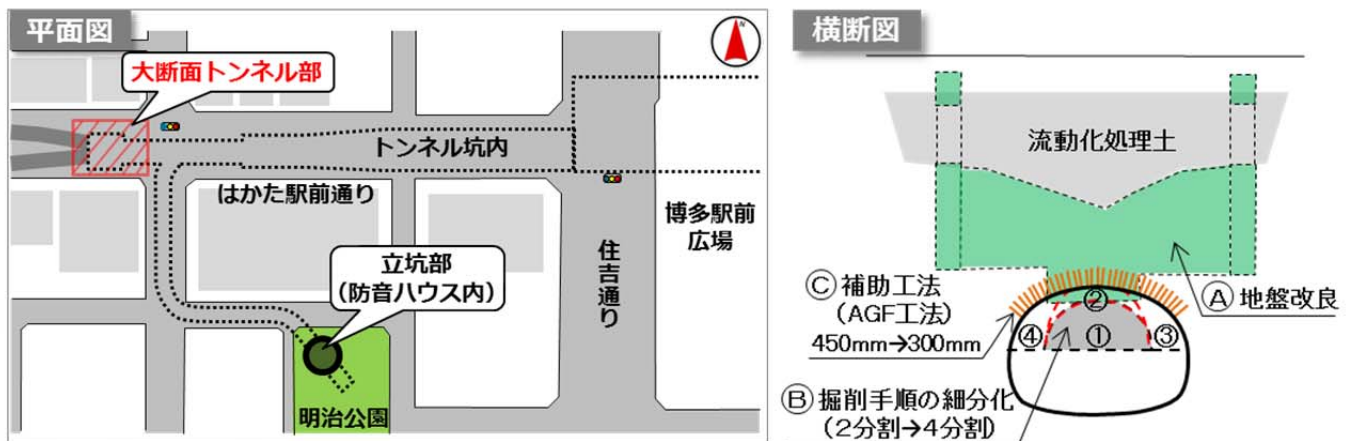 平面図
N
大断面トンネル部
トンネル坑内
はかた駅前通り
立坑部
(防音ハウス内)
住吉通り
博多駅前
広場
明治公園
横断図
流動化処理土
Ⓒ 補助工法
(AGF工法)
450mm→300mm
Ⓐ 地盤改良
②
④ ① ③
Ⓑ 掘削手順の細分化
(2分割→4分割)